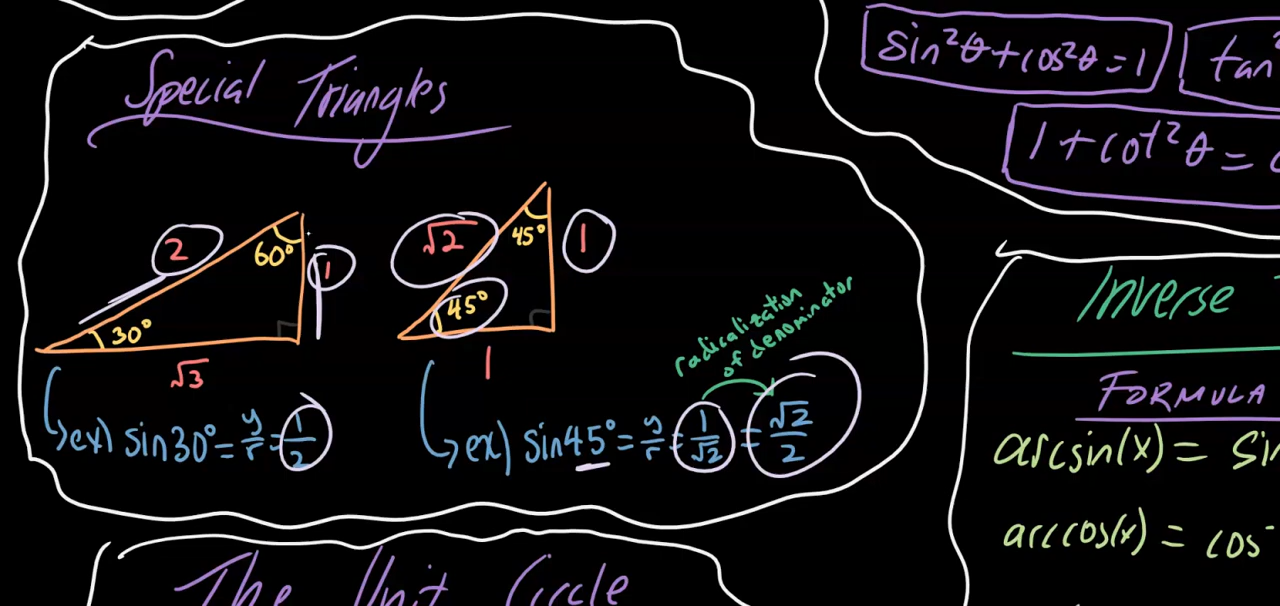 Special Triangles
2
60°
1
30°
√3
→ex) sin30° = y/r = 1/2
√2
45°
1
45°
1
radicalization
of denominator
→ex) sin45° = y/r = 1/√2 = √2/2
The Unit Circle
sin²θ+cos²θ=1
tan²
1+cot²θ=
Inverse
FORMULA
arcsin(x) = sin
arccos(x) = cos⁻